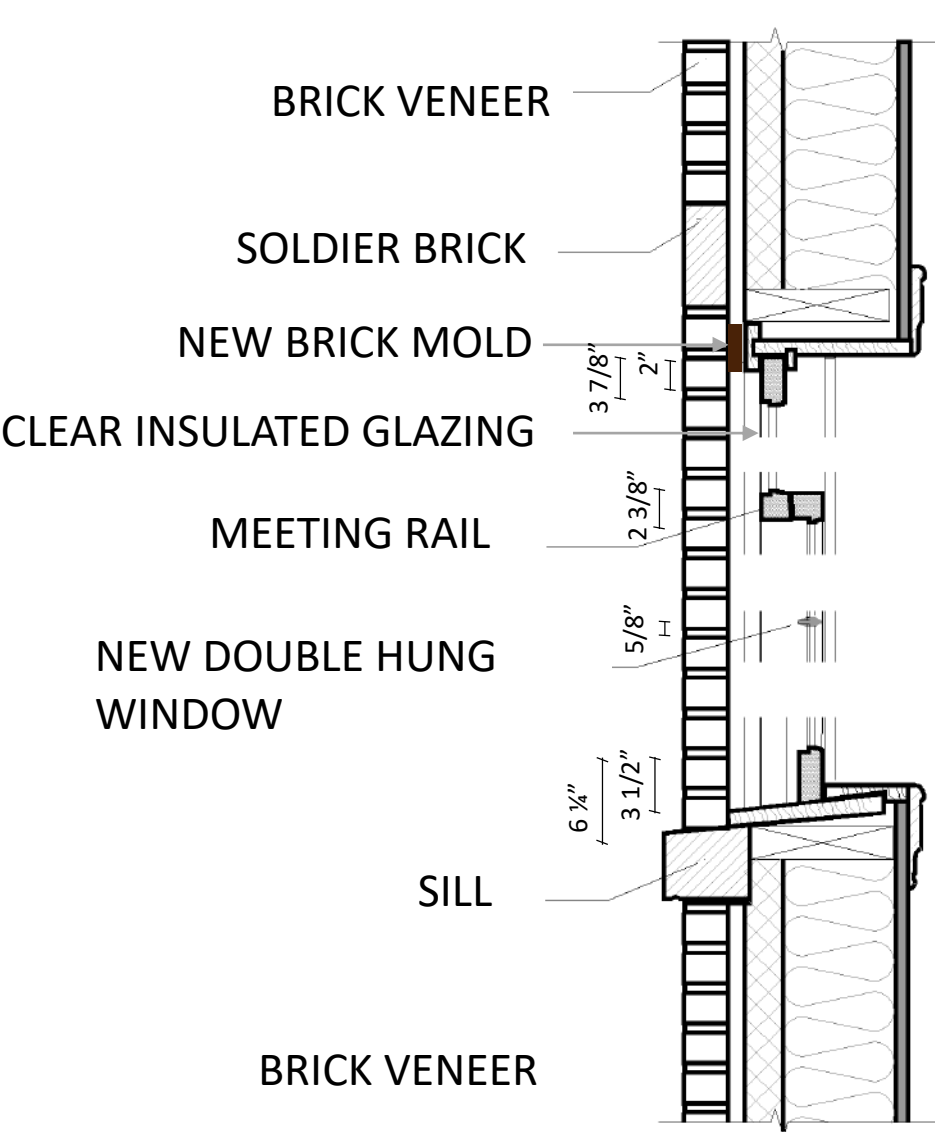 BRICK VENEER
SOLDIER BRICK
NEW BRICK MOLD
3 7/8”
2”
CLEAR INSULATED GLAZING
2 3/8”
MEETING RAIL
5/8”
NEW DOUBLE HUNG
WINDOW
6 ¼”
3 1/2”
SILL
BRICK VENEER